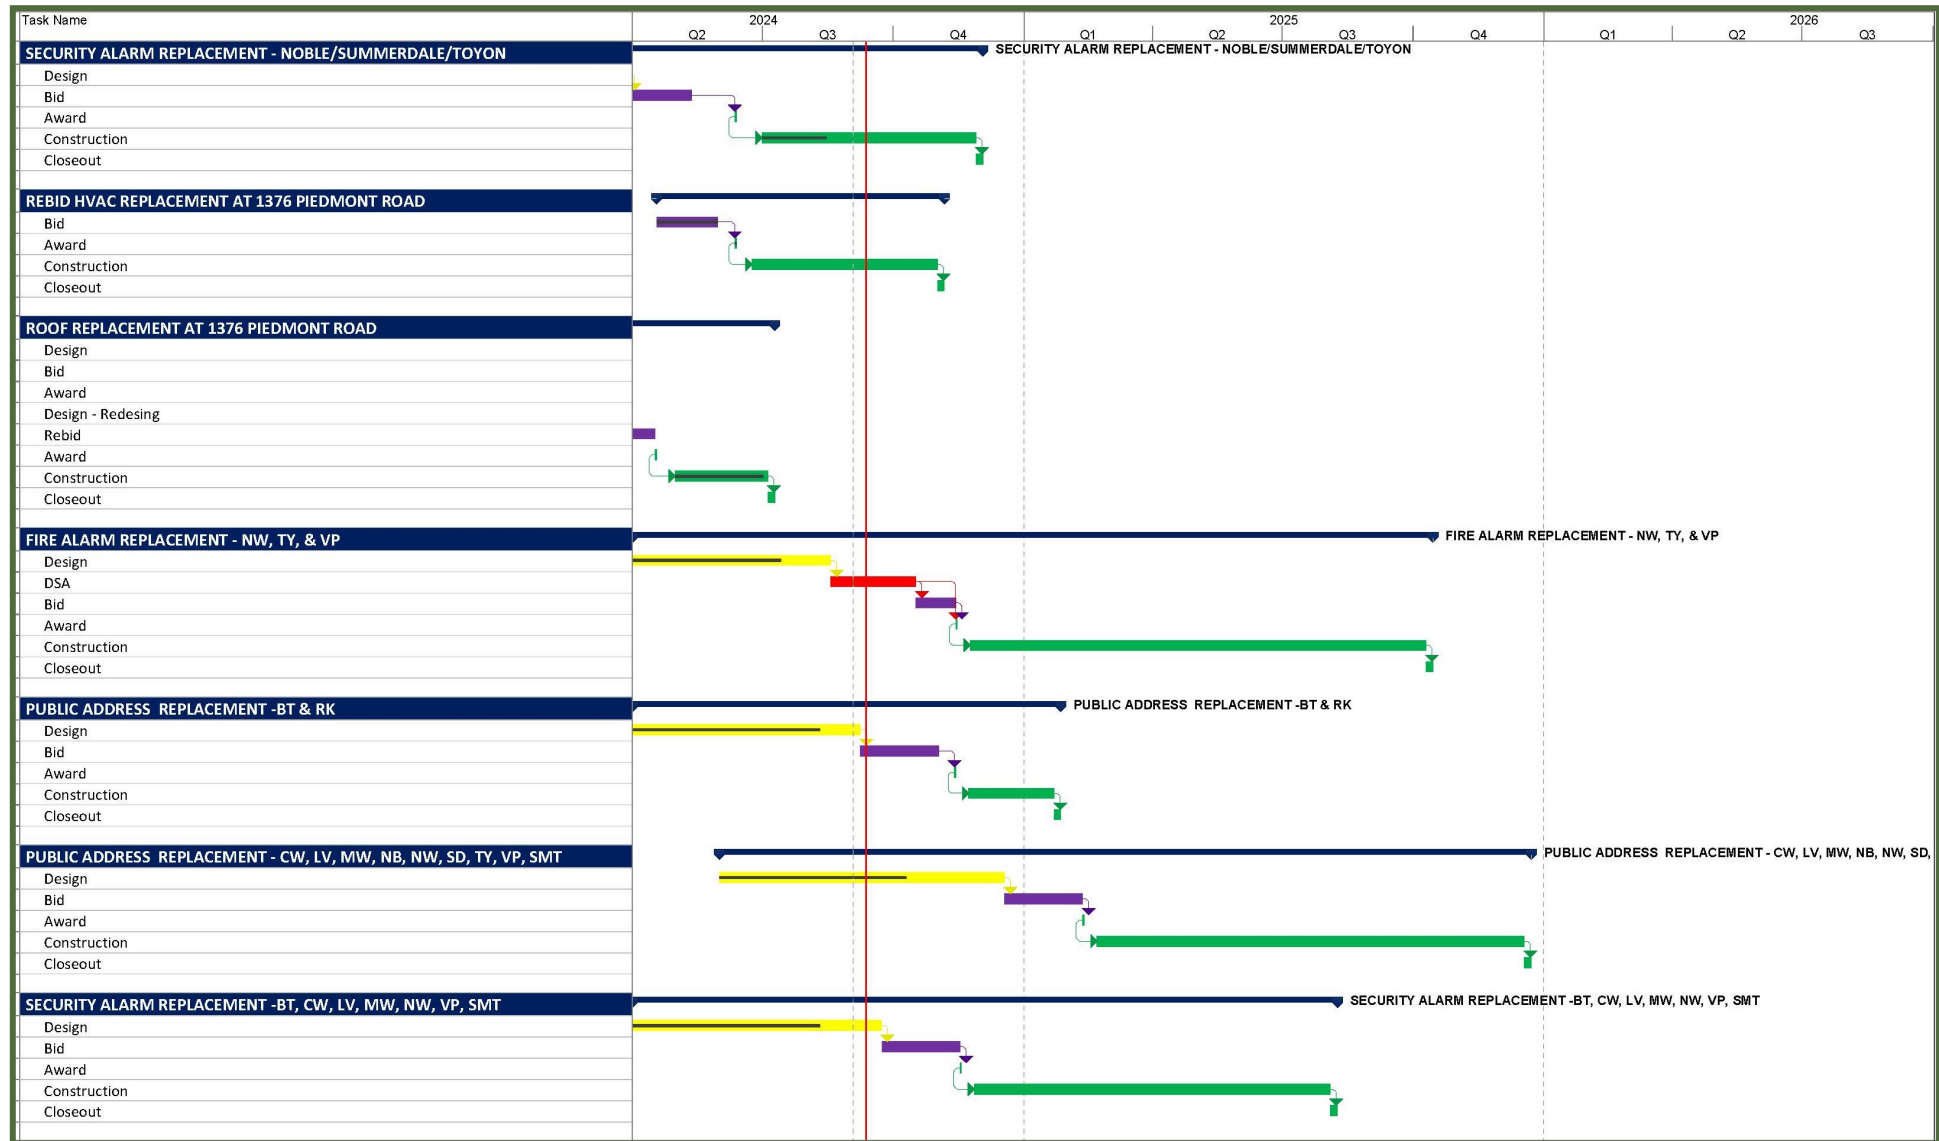 Task Name
2024 2025 2026
Q2 Q3 Q4 Q1 Q2 Q3 Q4 Q1 Q2 Q3
SECURITY ALARM REPLACEMENT - NOBLE/SUMMERDALE/TOYON SECURITY ALARM REPLACEMENT - NOBLE/SUMMERDALE/TOYON
Design
Bid
Award
Construction
Closeout
REBID HVAC REPLACEMENT AT 1376 PIEDMONT ROAD
Bid
Award
Construction
Closeout
ROOF REPLACEMENT AT 1376 PIEDMONT ROAD
Design
Bid
Award
Design - Redesing
Rebid
Award
Construction
Closeout
FIRE ALARM REPLACEMENT - NW, TY, & VP FIRE ALARM REPLACEMENT - NW, TY, & VP
Design
DSA
Bid
Award
Construction
Closeout
PUBLIC ADDRESS  REPLACEMENT -BT & RK PUBLIC ADDRESS  REPLACEMENT -BT & RK
Design
Bid
Award
Construction
Closeout
PUBLIC ADDRESS  REPLACEMENT - CW, LV, MW, NB, NW, SD, TY, VP, SMT PUBLIC ADDRESS  REPLACEMENT - CW, LV, MW, NB, NW, SD,
Design
Bid
Award
Construction
Closeout
SECURITY ALARM REPLACEMENT -BT, CW, LV, MW, NW, VP, SMT SECURITY ALARM REPLACEMENT -BT, CW, LV, MW, NW, VP, SMT
Design
Bid
Award
Construction
Closeout